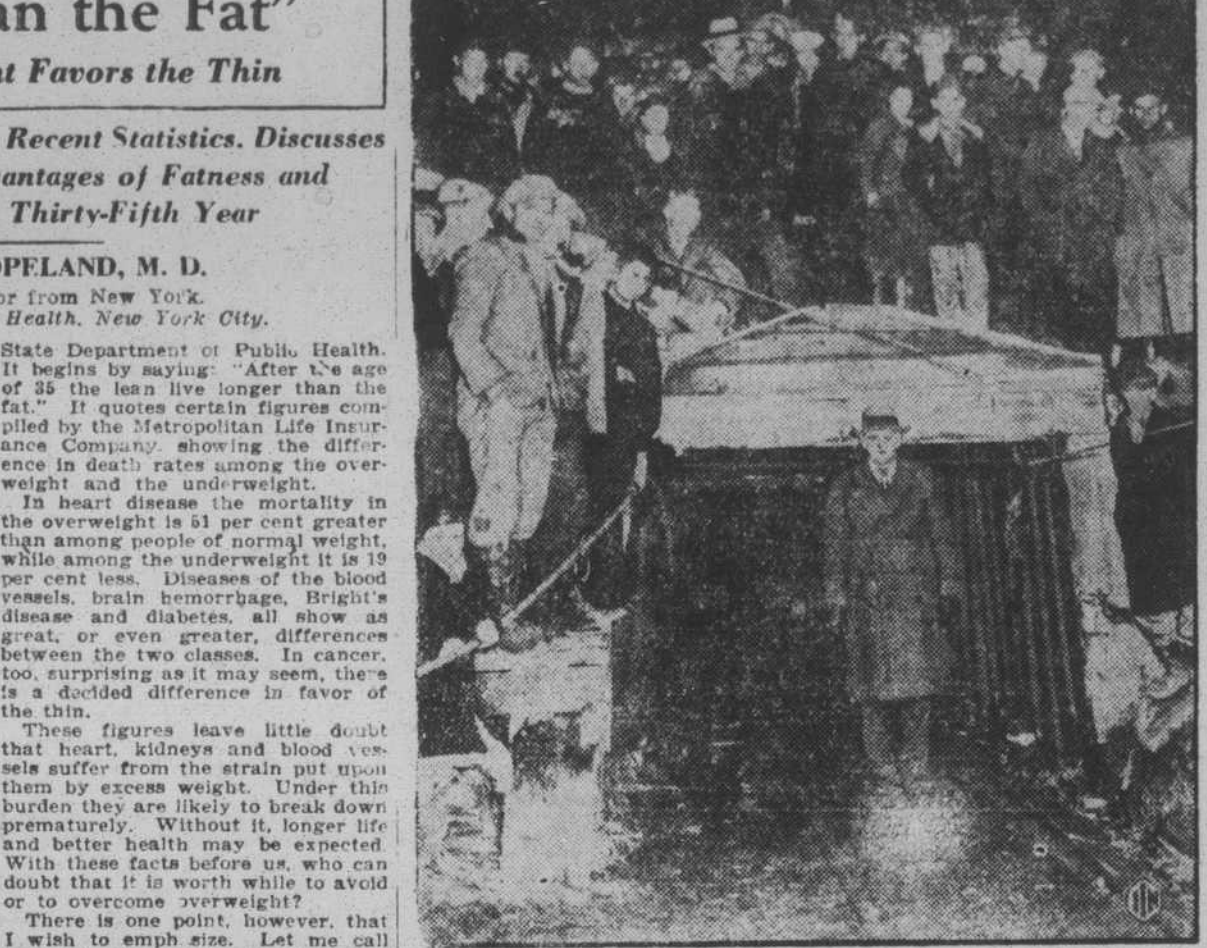 an the Fat"
t Favors the Thin
Recent Statistics. Discusses
antages of Fatness and
Thirty-Fifth Year
OPELAND, M. D.
or from New York.
Health, New York City.
State Department of Public Health.
It begins by saying: "After the age
of 35 the lean live longer than the
fat." It quotes certain figures com-
piled by the Metropolitan Life Insur-
ance Company, showing the differ-
ence in death rates among the over-
weight and the underweight.
In heart disease the mortality in
the overweight is 51 per cent greater
than among people of normal weight,
while among the underweight it is 19
per cent less. Diseases of the blood
vessels, brain hemorrhage, Bright's
disease and diabetes, all show as
great, or even greater, differences
between the two classes. In cancer,
too, surprising as it may seem, there
is a decided difference in favor of
the thin.
These figures leave little doubt
that heart, kidneys and blood ves-
sels suffer from the strain put upon
them by excess weight. Under this
burden they are likely to break down
prematurely. Without it, longer life
and better health may be expected
With these facts before us, who can
doubt that it is worth while to avoid
or to overcome overweight?
There is one point, however, that
I wish to emph size. Let me call